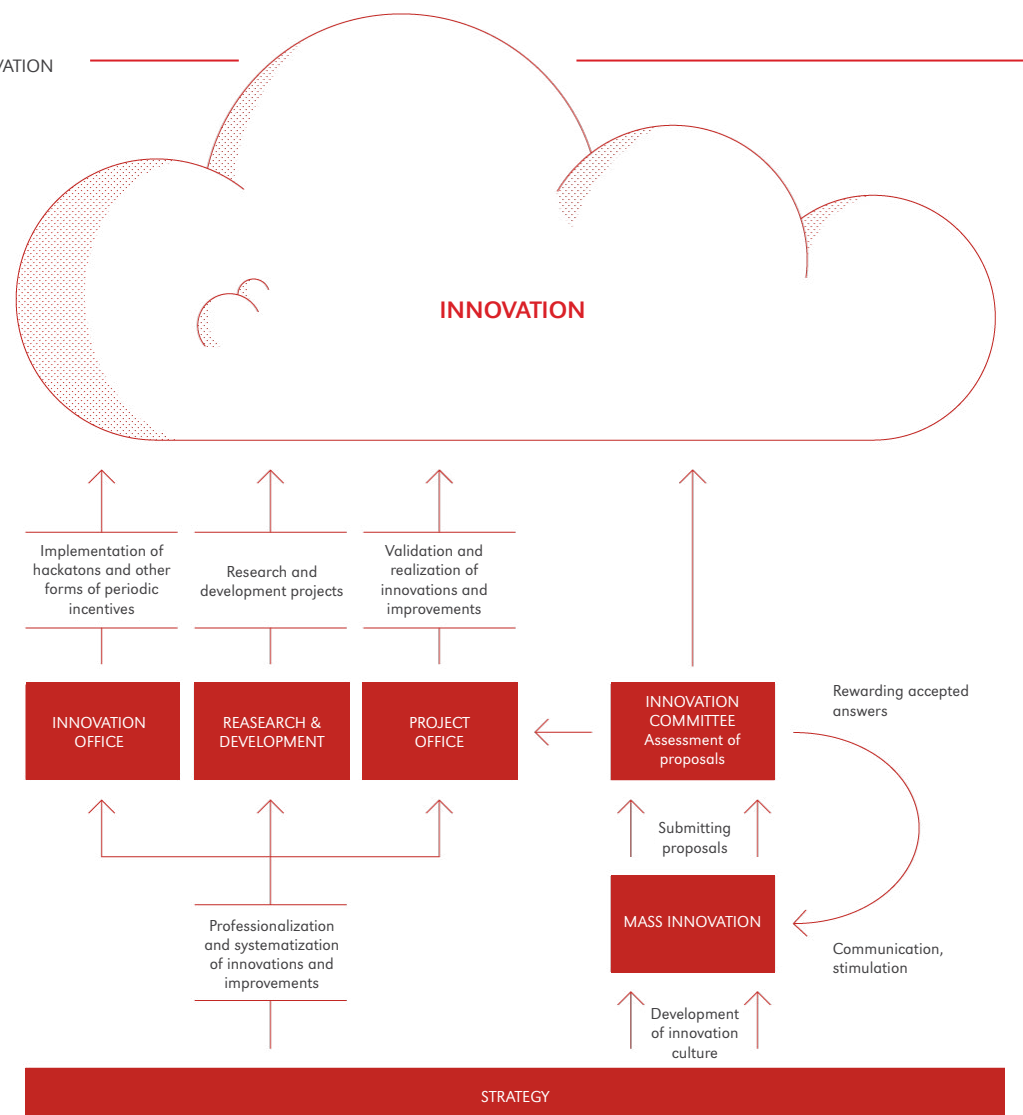 INNOVATION
Implementation of
hackatons and other
forms of periodic
incentives
Research and
development projects
Validation and
realization of
innovations and
improvements
INNOVATION
OFFICE
REASEARCH &
DEVELOPMENT
PROJECT
OFFICE
INNOVATION
COMMITTEE
Assessment of
proposals
Rewarding accepted
answers
Submitting
proposals
MASS INNOVATION
Communication,
stimulation
Professionalization
and systematization
of innovations and
improvements
Development
of innovation
culture
STRATEGY